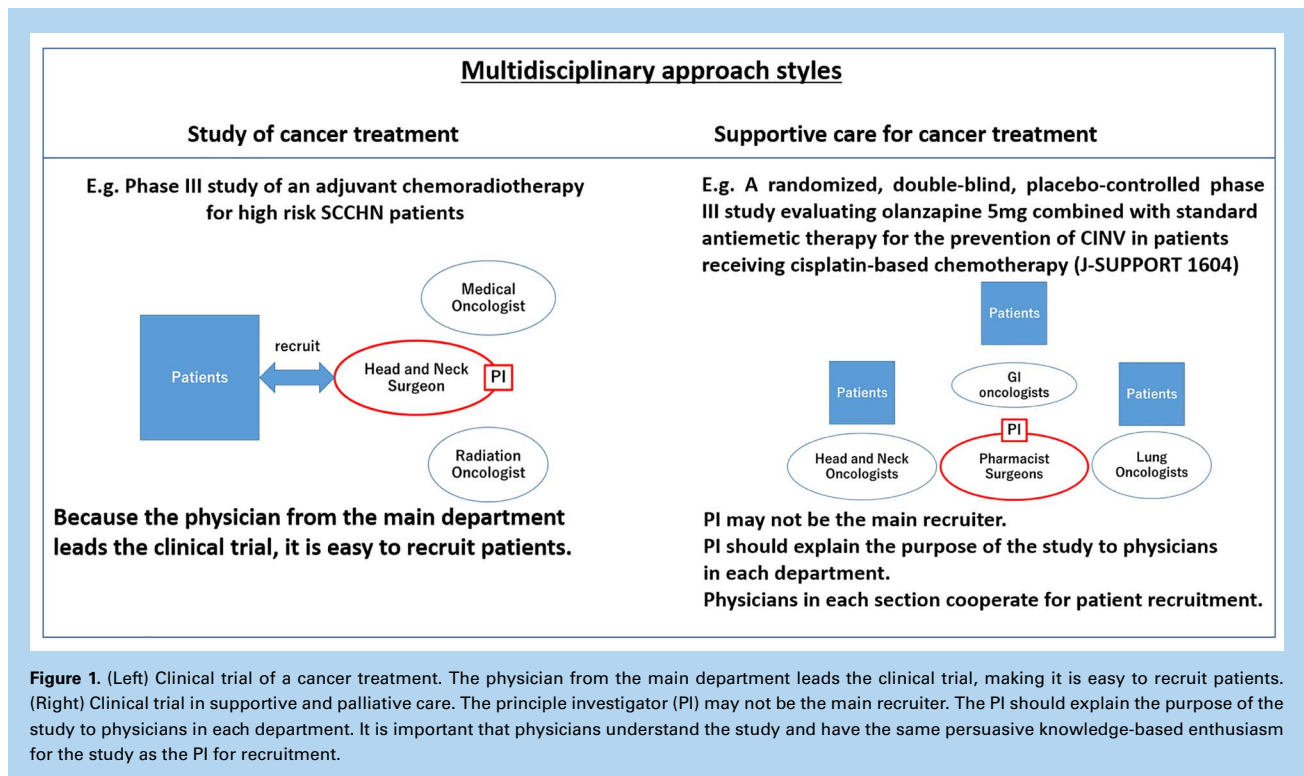 Multidisciplinary approach styles
Study of cancer treatment
E.g. Phase III study of an adjuvant chemoradiotherapy
for high risk SCCHN patients
Medical
Oncologist
recruit
Patients
Head and Neck
Surgeon
PI
Radiation
Oncologist
Because the physician from the main department
leads the clinical trial, it is easy to recruit patients.
Supportive care for cancer treatment
E.g. A randomized, double-blind, placebo-controlled phase
III study evaluating olanzapine 5mg combined with standard
antiemetic therapy for the prevention of CINV in patients
receiving cisplatin-based chemotherapy (J-SUPPORT 1604)
Patients
Patients
GI
oncologists
Patients
PI
Head and Neck
Oncologists
Pharmacist
Surgeons
Lung
Oncologists
PI may not be the main recruiter.
PI should explain the purpose of the study to physicians
in each department.
Physicians in each section cooperate for patient recruitment.
Figure 1. (Left) Clinical trial of a cancer treatment. The physician from the main department leads the clinical trial, making it is easy to recruit patients.
(Right) Clinical trial in supportive and palliative care. The principle investigator (PI) may not be the main recruiter. The PI should explain the purpose of the
study to physicians in each department. It is important that physicians understand the study and have the same persuasive knowledge-based enthusiasm
for the study as the PI for recruitment.